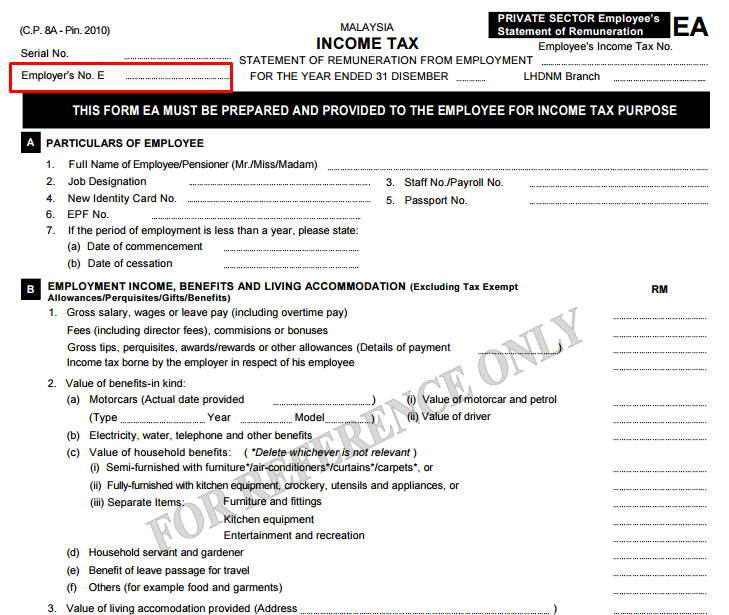 (C.P. 8A - Pin. 2010)
MALAYSIA
PRIVATE SECTOR Employee's
Statement of Remuneration
EA
INCOME TAX
Serial No.
STATEMENT OF REMUNERATION FROM EMPLOYMENT
Employee's Income Tax No.
Employer's No. E ........................
FOR THE YEAR ENDED 31 DISEMBER ..........
LHDNM Branch ..........
THIS FORM EA MUST BE PREPARED AND PROVIDED TO THE EMPLOYEE FOR INCOME TAX PURPOSE
A PARTICULARS OF EMPLOYEE
1. Full Name of Employee/Pensioner (Mr./Miss/Madam) ........................
2. Job Designation ........................
3. Staff No./Payroll No. ........................
4. New Identity Card No. ........................
5. Passport No. ........................
6. EPF No. ........................
7. If the period of employment is less than a year, please state:
(a) Date of commencement ........................
(b) Date of cessation ........................
B EMPLOYMENT INCOME, BENEFITS AND LIVING ACCOMMODATION (Excluding Tax Exempt
Allowances/Perquisites/Gifts/Benefits)
RM
1. Gross salary, wages or leave pay (including overtime pay)
Fees (including director fees), commisions or bonuses
Gross tips, perquisites, awards/rewards or other allowances (Details of payment ....................)
Income tax borne by the employer in respect of his employee
2. Value of benefits-in kind:
(a) Motorcars (Actual date provided ....................) (i) Value of motorcar and petrol
(Type .................... Year ............ Model............) (ii) Value of driver
(b) Electricity, water, telephone and other benefits
(c) Value of household benefits: ( *Delete whichever is not relevant )
(i) Semi-furnished with furniture*/air-conditioners*/curtains*/carpets*, or
(ii) Fully-furnished with kitchen equipment, crockery, utensils and appliances, or
(iii) Separate Items: Furniture and fittings
Kitchen equipment
Entertainment and recreation
(d) Household servant and gardener
(e) Benefit of leave passage for travel
(f) Others (for example food and garments)
3. Value of living accomodation provided (Address ........................ )
FOR REFERENCE ONLY